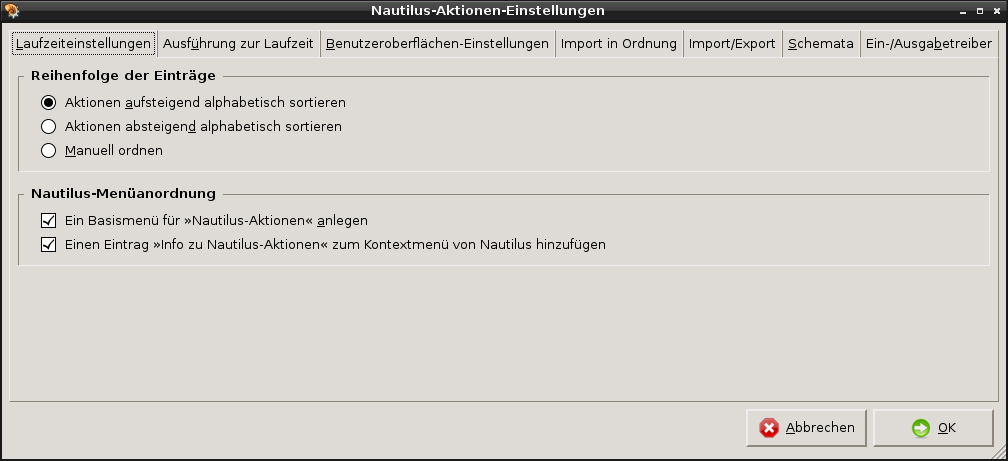 Nautilus-Aktionen-Einstellungen
Laufzeiteinstellungen Ausführung zur Laufzeit Benutzeroberflächen-Einstellungen Import in Ordnung Import/Export Schemata Ein-/Ausgabetreiber
Reihenfolge der Einträge
Aktionen aufsteigend alphabetisch sortieren
Aktionen absteigend alphabetisch sortieren
Manuell ordnen
Nautilus-Menüanordnung
Ein Basismenü für »Nautilus-Aktionen« anlegen
Einen Eintrag »Info zu Nautilus-Aktionen« zum Kontextmenü von Nautilus hinzufügen
Abbrechen OK